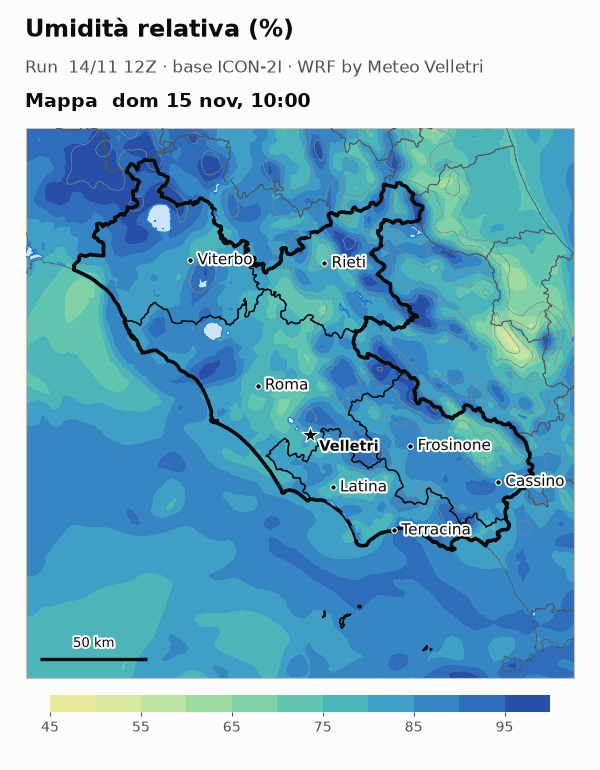 Umidità relativa (%)
Run 14/11 12Z · base ICON-2I · WRF by Meteo Velletri
Mappa dom 15 nov, 10:00
Viterbo
Rieti
Roma
Velletri
Frosinone
Latina
Cassino
Terracina
50 km
45 55 65 75 85 95